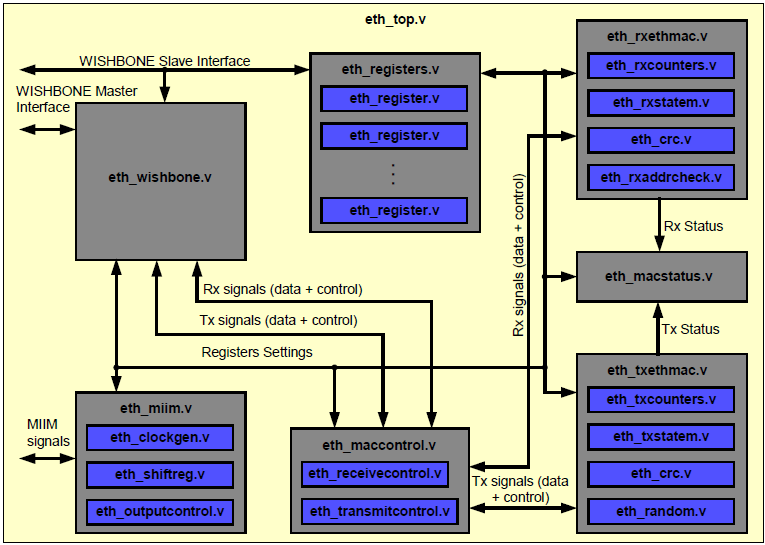 eth_top.v
WISHBONE Slave Interface
WISHBONE Master
Interface
eth_wishbone.v
eth_registers.v
eth_register.v
eth_register.v
⋮
eth_register.v
eth_rxethmac.v
eth_rxcounters.v
eth_rxstatem.v
eth_crc.v
eth_rxaddrcheck.v
Rx Status
eth_macstatus.v
Tx Status
Rx signals (data + control)
Rx signals (data + control)
Tx signals (data + control)
Registers Settings
MIIM
signals
eth_miim.v
eth_clockgen.v
eth_shiftreg.v
eth_outputcontrol.v
eth_maccontrol.v
eth_receivecontrol.v
eth_transmitcontrol.v
Tx signals (data
+ control)
eth_txethmac.v
eth_txcounters.v
eth_txstatem.v
eth_crc.v
eth_random.v